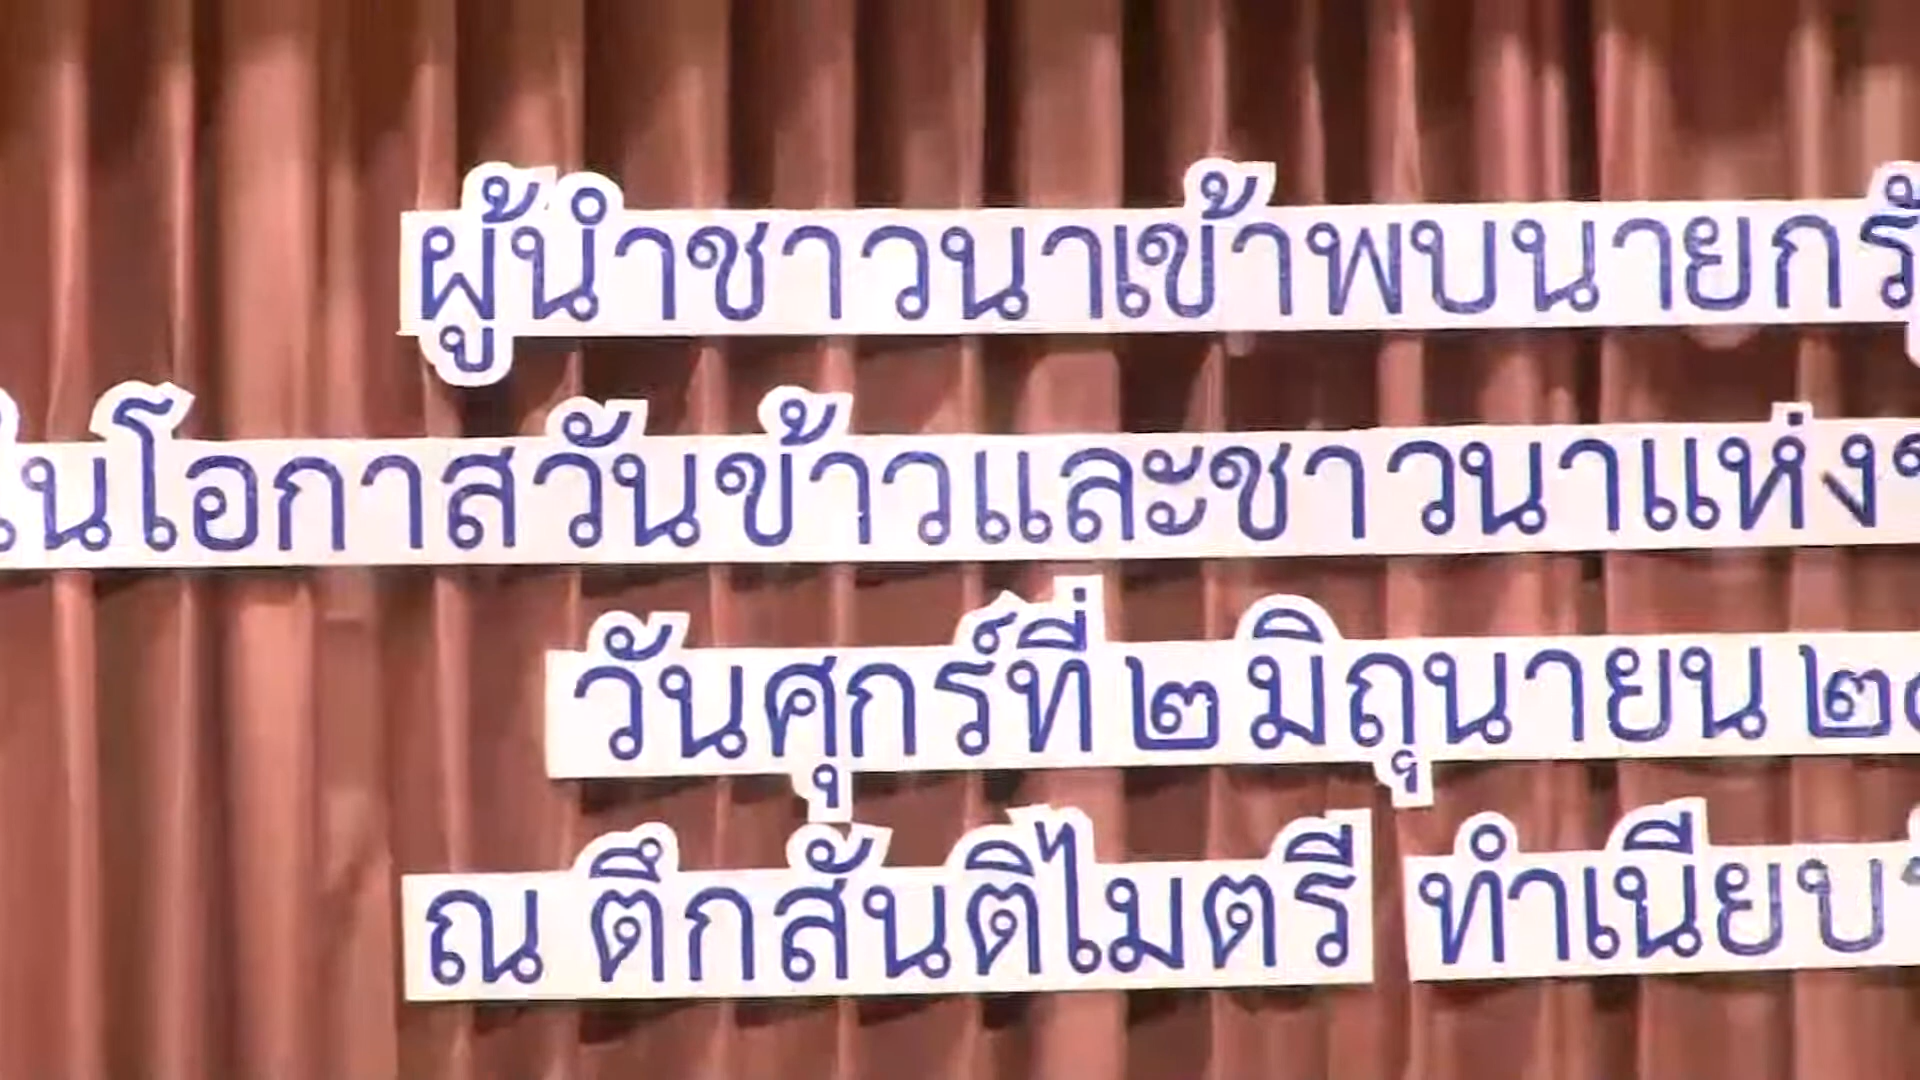 ผู้นำชาวนาเข้าพบนายกรั
ในโอกาสวันข้าวและชาวนาแห่งช
วันศุกร์ที่ ๒ มิถุนายน ๒
ณ ตึกสันติไมตรี ทำเนียบ